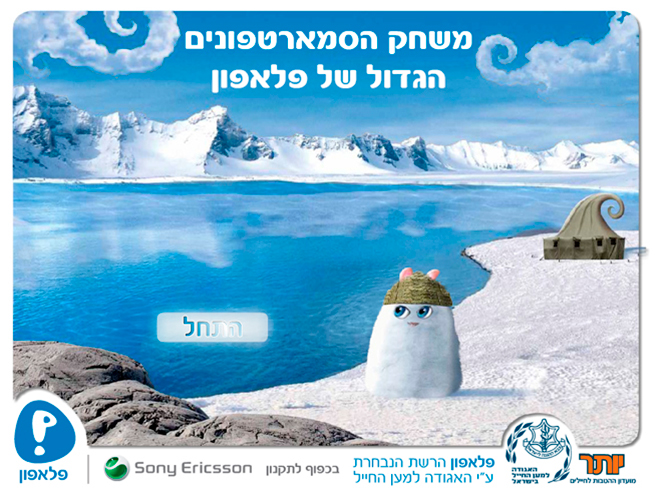 משחק הסמארטפונים
הגדול של פלאפון
התחל
פלאפון
Sony Ericsson
בכפוף לתקנון
פלאפון הרשת הנבחרת
ע"י האגודה למען החייל
האגודה
למען החייל
בישראל
יותר
מועדון ההטבות לחיילים